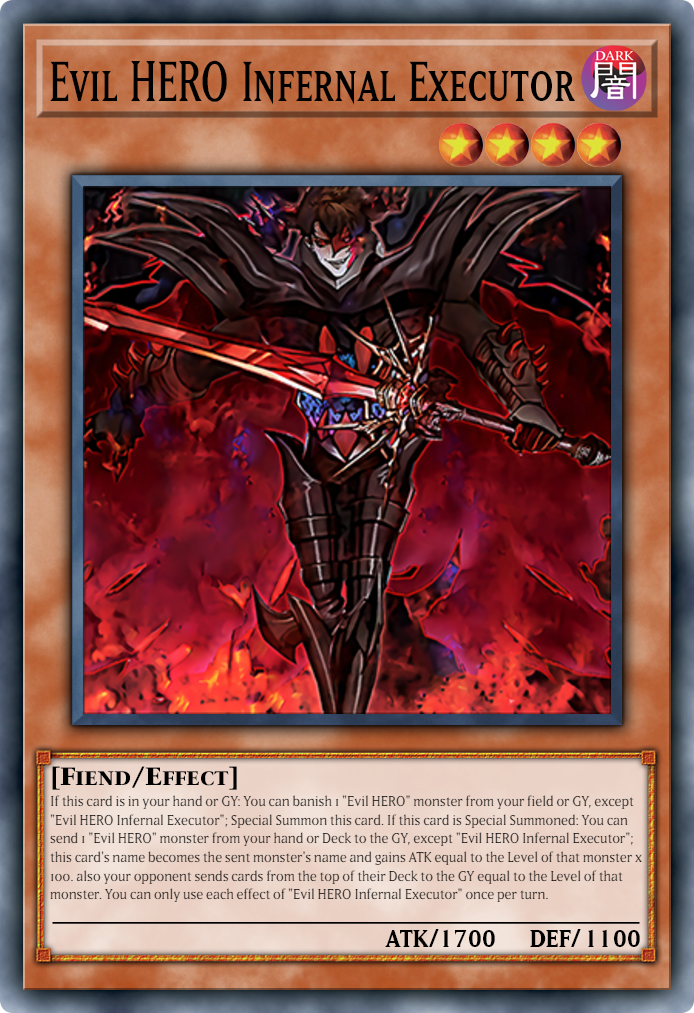 Evil HERO Infernal Executor
DARK
闇
[Fiend/Effect]
If this card is in your hand or GY: You can banish 1 "Evil HERO" monster from your field or GY, except
"Evil HERO Infernal Executor"; Special Summon this card. If this card is Special Summoned: You can
send 1 "Evil HERO" monster from your hand or Deck to the GY, except "Evil HERO Infernal Executor";
this card's name becomes the sent monster's name and gains ATK equal to the Level of that monster x
100. also your opponent sends cards from the top of their Deck to the GY equal to the Level of that
monster. You can only use each effect of "Evil HERO Infernal Executor" once per turn.
ATK/1700 DEF/1100